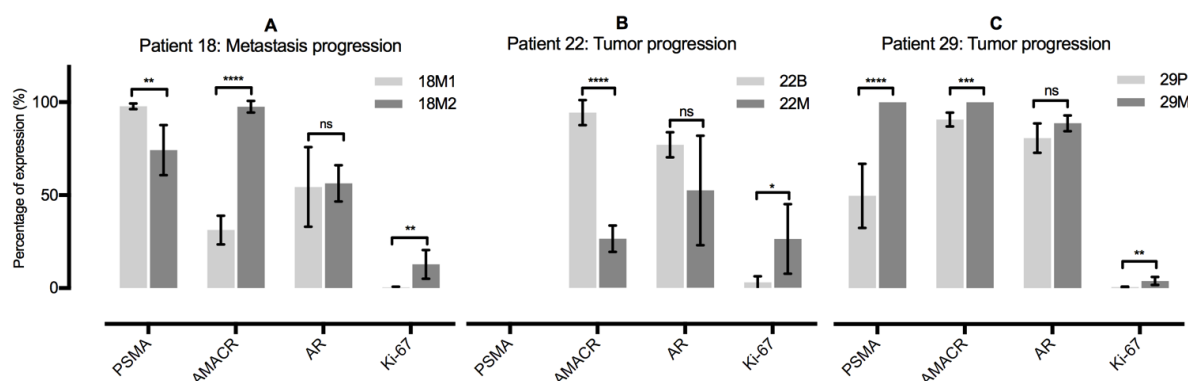 A
Patient 18: Metastasis progression
B
Patient 22: Tumor progression
C
Patient 29: Tumor progression
Percentage of expression (%)
100
50
0
18M1
18M2
**
****
ns
**
PSMA
AMACR
AR
Ki-67
22B
22M
****
ns
*
PSMA
AMACR
AR
Ki-67
29P
29M
****
***
ns
**
PSMA
AMACR
AR
Ki-67